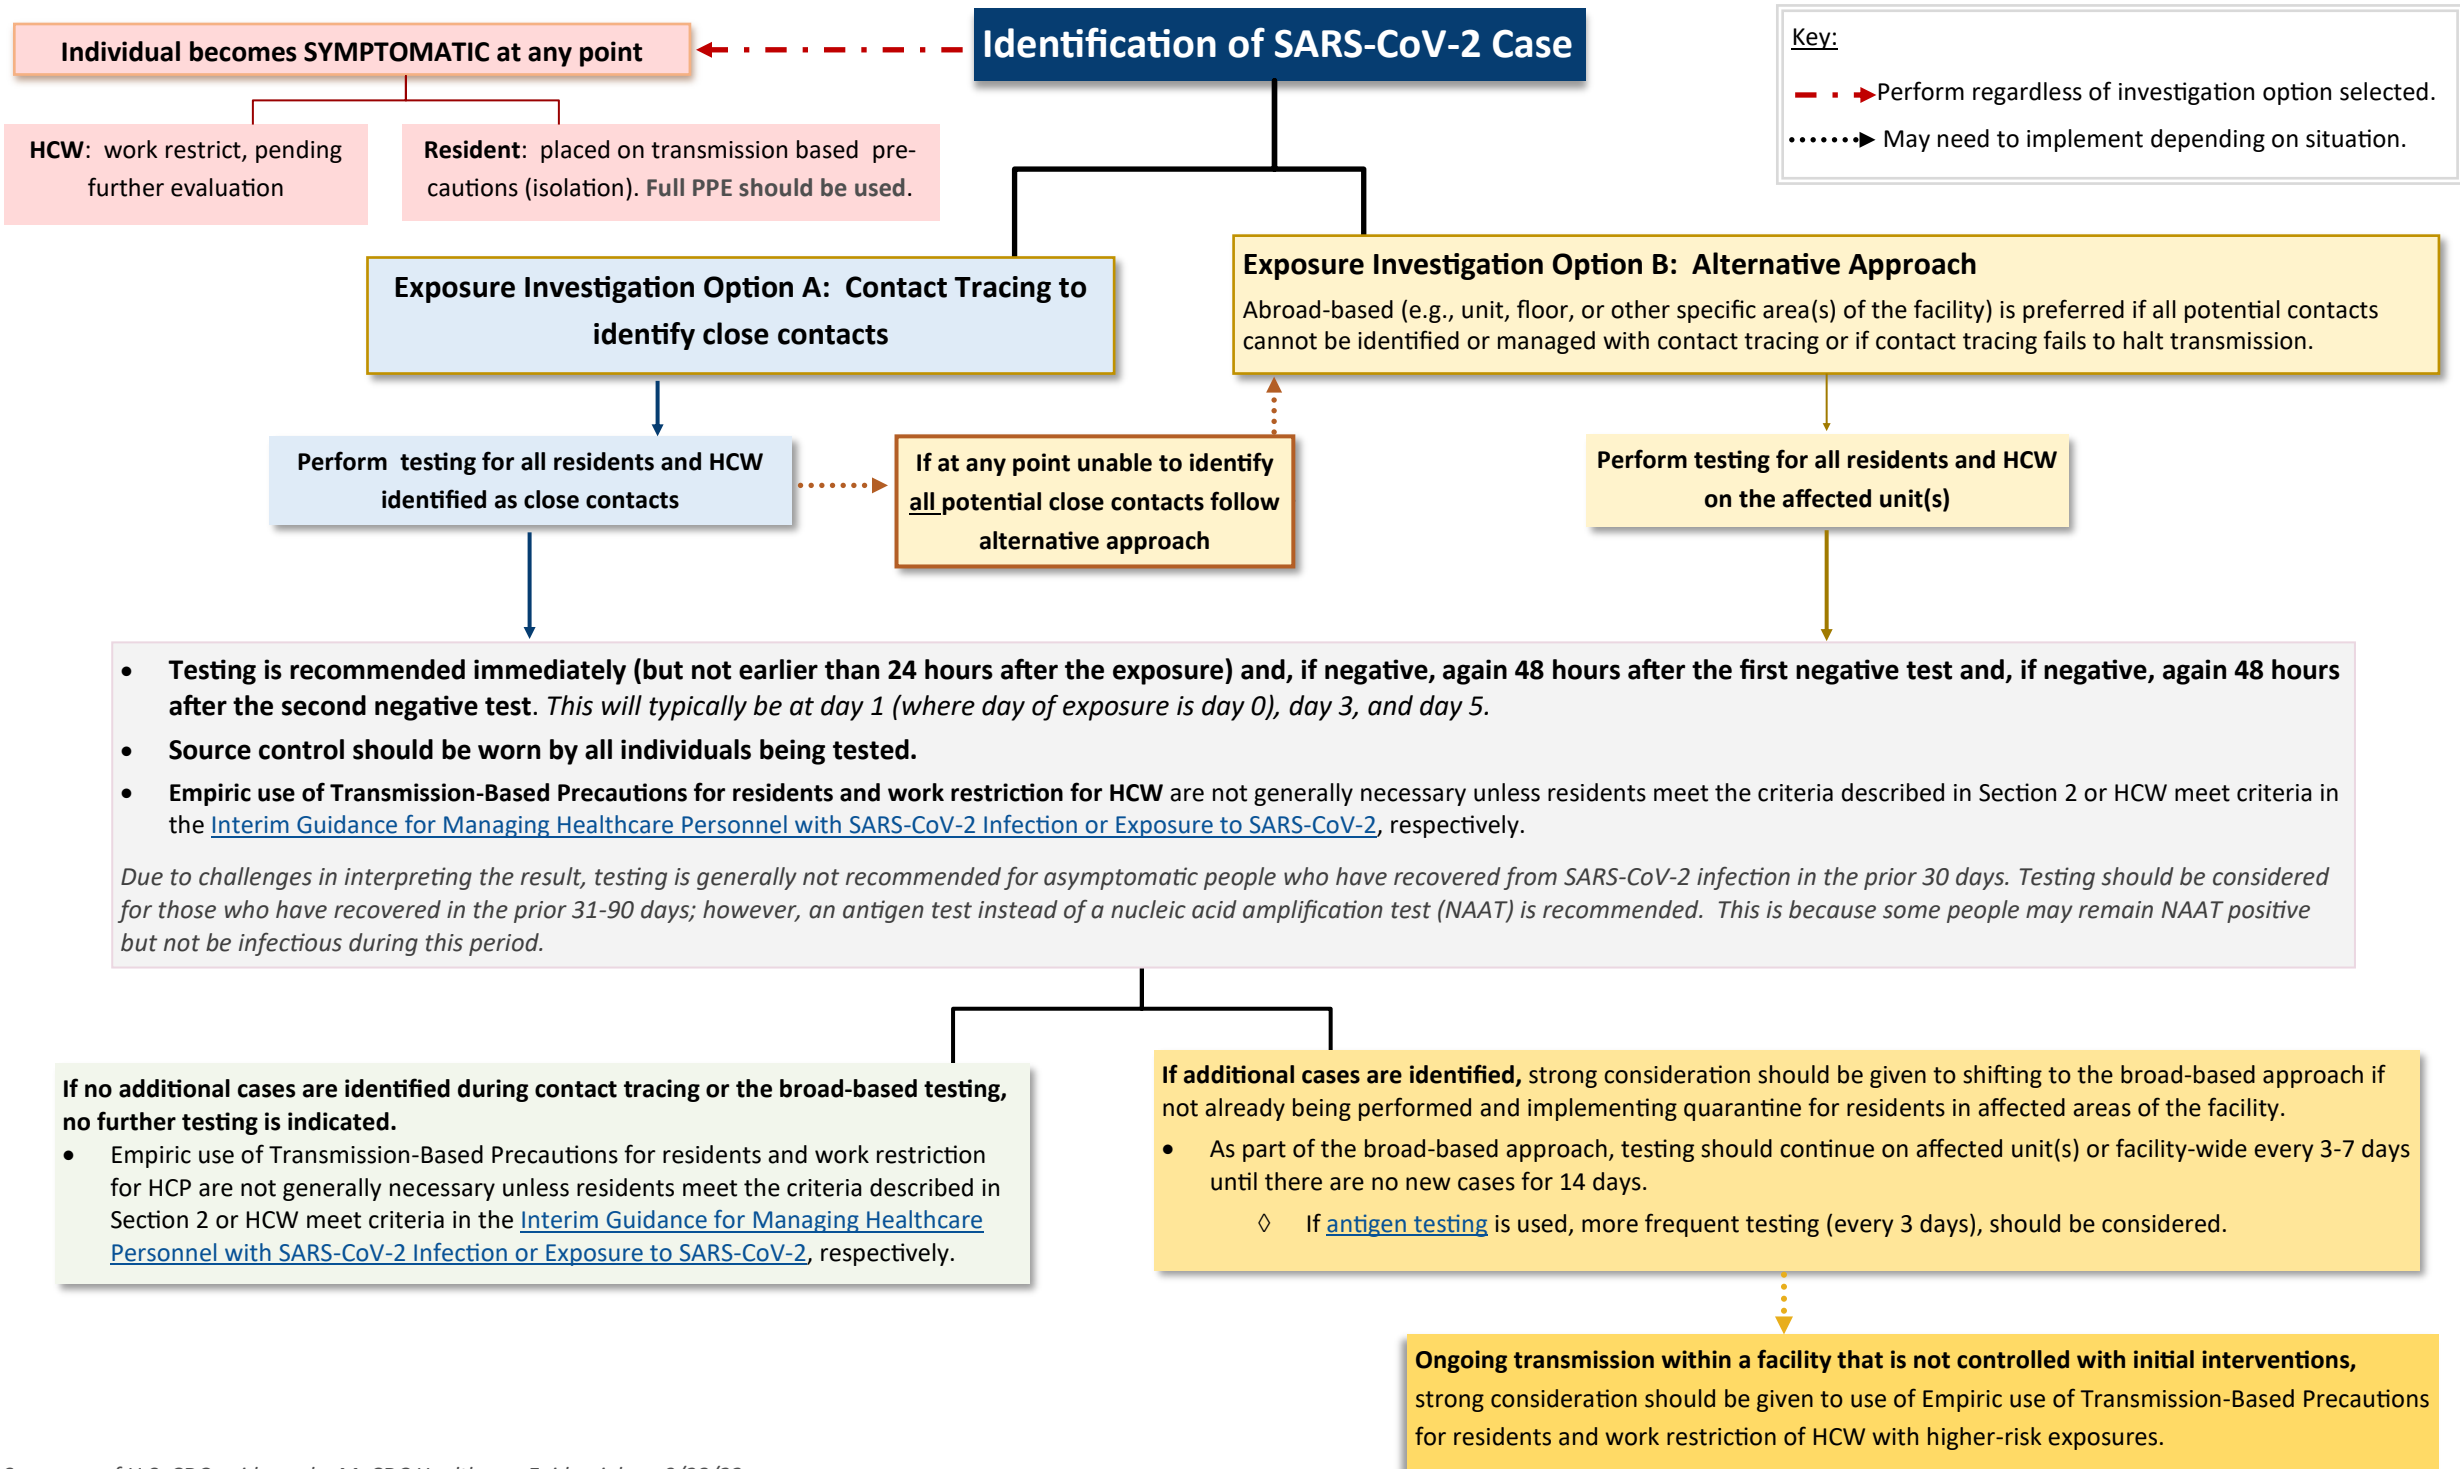 Identification of SARS-CoV-2 Case
Individual becomes SYMPTOMATIC at any point
HCW: work restrict, pending
further evaluation
Resident: placed on transmission based pre-
cautions (isolation). Full PPE should be used.
Key:
Perform regardless of investigation option selected.
May need to implement depending on situation.
Exposure Investigation Option A: Contact Tracing to
identify close contacts
Exposure Investigation Option B: Alternative Approach
Abroad-based (e.g., unit, floor, or other specific area(s) of the facility) is preferred if all potential contacts
cannot be identified or managed with contact tracing or if contact tracing fails to halt transmission.
Perform testing for all residents and HCW
identified as close contacts
If at any point unable to identify
all potential close contacts follow
alternative approach
Perform testing for all residents and HCW
on the affected unit(s)
• Testing is recommended immediately (but not earlier than 24 hours after the exposure) and, if negative, again 48 hours after the first negative test and, if negative, again 48 hours
after the second negative test. This will typically be at day 1 (where day of exposure is day 0), day 3, and day 5.
• Source control should be worn by all individuals being tested.
• Empiric use of Transmission-Based Precautions for residents and work restriction for HCW are not generally necessary unless residents meet the criteria described in Section 2 or HCW meet criteria in
the Interim Guidance for Managing Healthcare Personnel with SARS-CoV-2 Infection or Exposure to SARS-CoV-2, respectively.
Due to challenges in interpreting the result, testing is generally not recommended for asymptomatic people who have recovered from SARS-CoV-2 infection in the prior 30 days. Testing should be considered
for those who have recovered in the prior 31-90 days; however, an antigen test instead of a nucleic acid amplification test (NAAT) is recommended. This is because some people may remain NAAT positive
but not be infectious during this period.
If no additional cases are identified during contact tracing or the broad-based testing,
no further testing is indicated.
• Empiric use of Transmission-Based Precautions for residents and work restriction
for HCP are not generally necessary unless residents meet the criteria described in
Section 2 or HCW meet criteria in the Interim Guidance for Managing Healthcare
Personnel with SARS-CoV-2 Infection or Exposure to SARS-CoV-2, respectively.
If additional cases are identified, strong consideration should be given to shifting to the broad-based approach if
not already being performed and implementing quarantine for residents in affected areas of the facility.
• As part of the broad-based approach, testing should continue on affected unit(s) or facility-wide every 3-7 days
until there are no new cases for 14 days.
◊ If antigen testing is used, more frequent testing (every 3 days), should be considered.
Ongoing transmission within a facility that is not controlled with initial interventions,
strong consideration should be given to use of Empiric use of Transmission-Based Precautions
for residents and work restriction of HCW with higher-risk exposures.